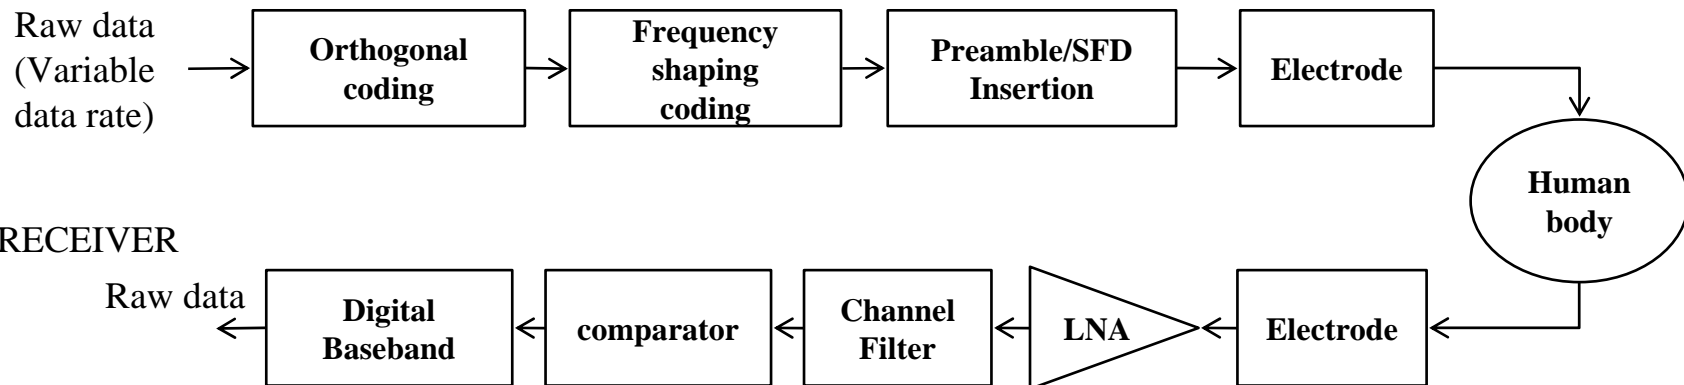 Raw data
(Variable
data rate)
Orthogonal
coding
Frequency
shaping
coding
Preamble/SFD
Insertion
Electrode
Human
body
RECEIVER
Raw data
Digital
Baseband
comparator
Channel
Filter
LNA
Electrode